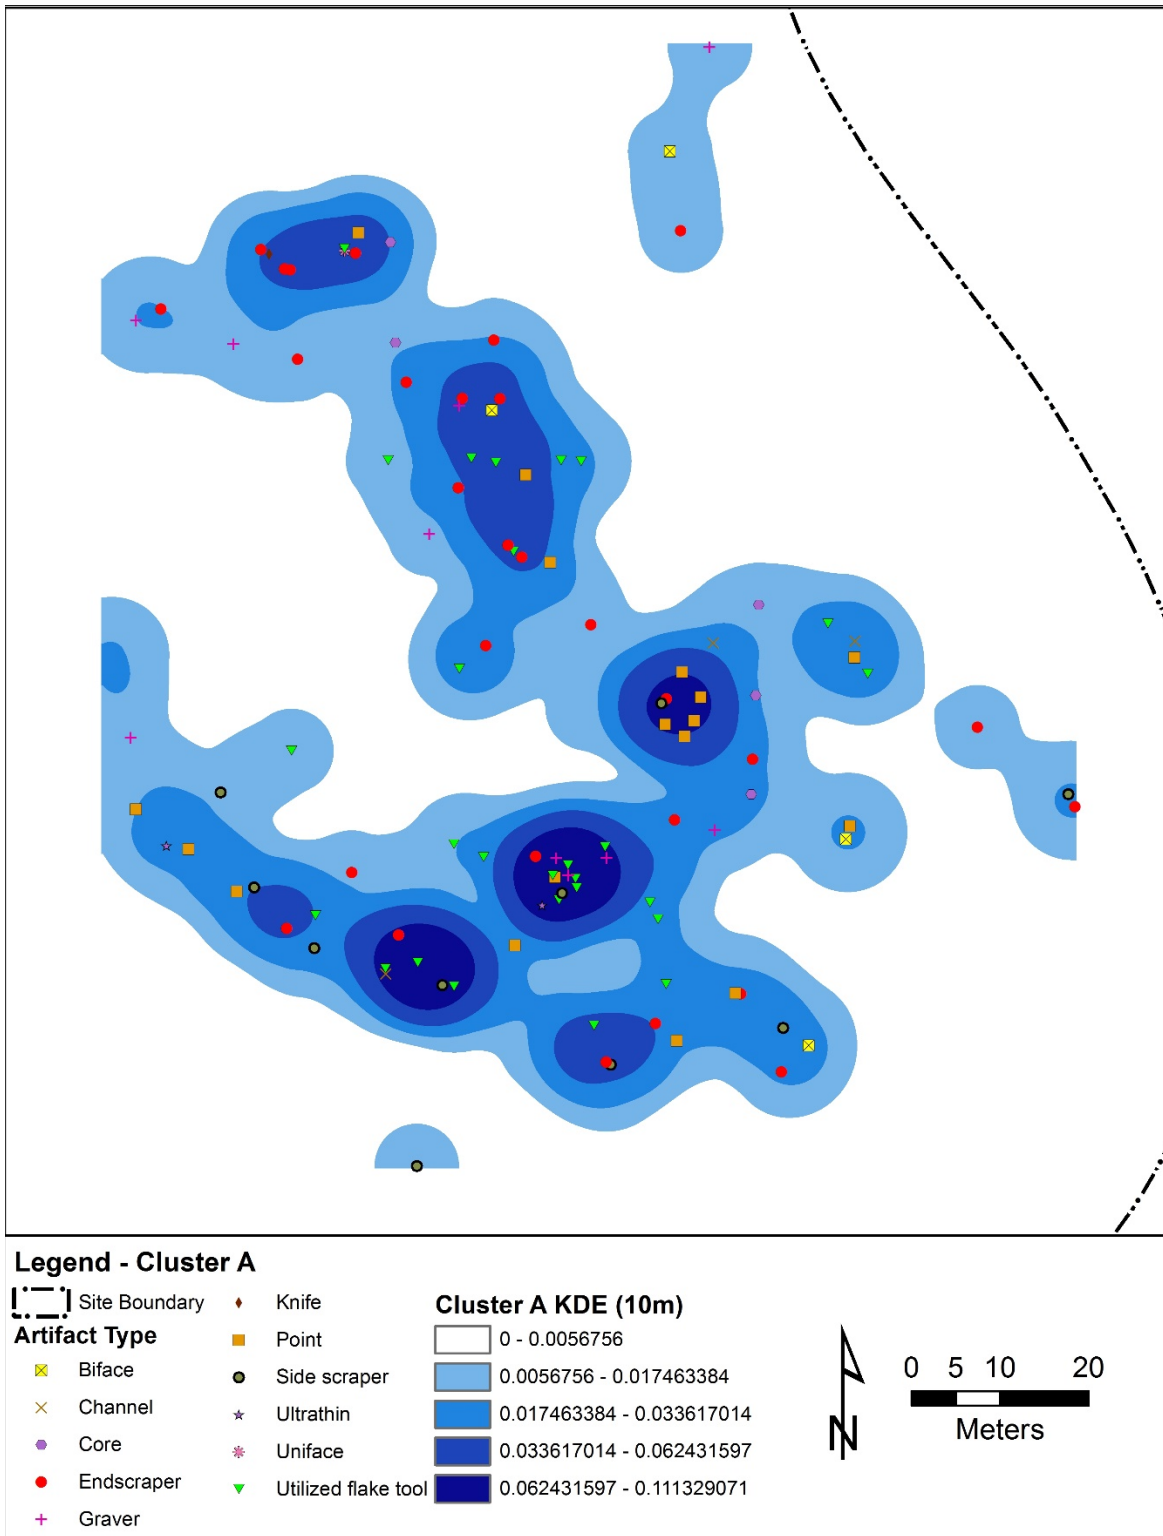 Legend - Cluster A
Site Boundary
Artifact Type
Biface
Channel
Core
Endscraper
Graver
Knife
Point
Side scraper
Ultrathin
Uniface
Utilized flake tool
Cluster A KDE (10m)
0 - 0.0056756
0.0056756 - 0.017463384
0.017463384 - 0.033617014
0.033617014 - 0.062431597
0.062431597 - 0.111329071
N
0 5 10 20
Meters